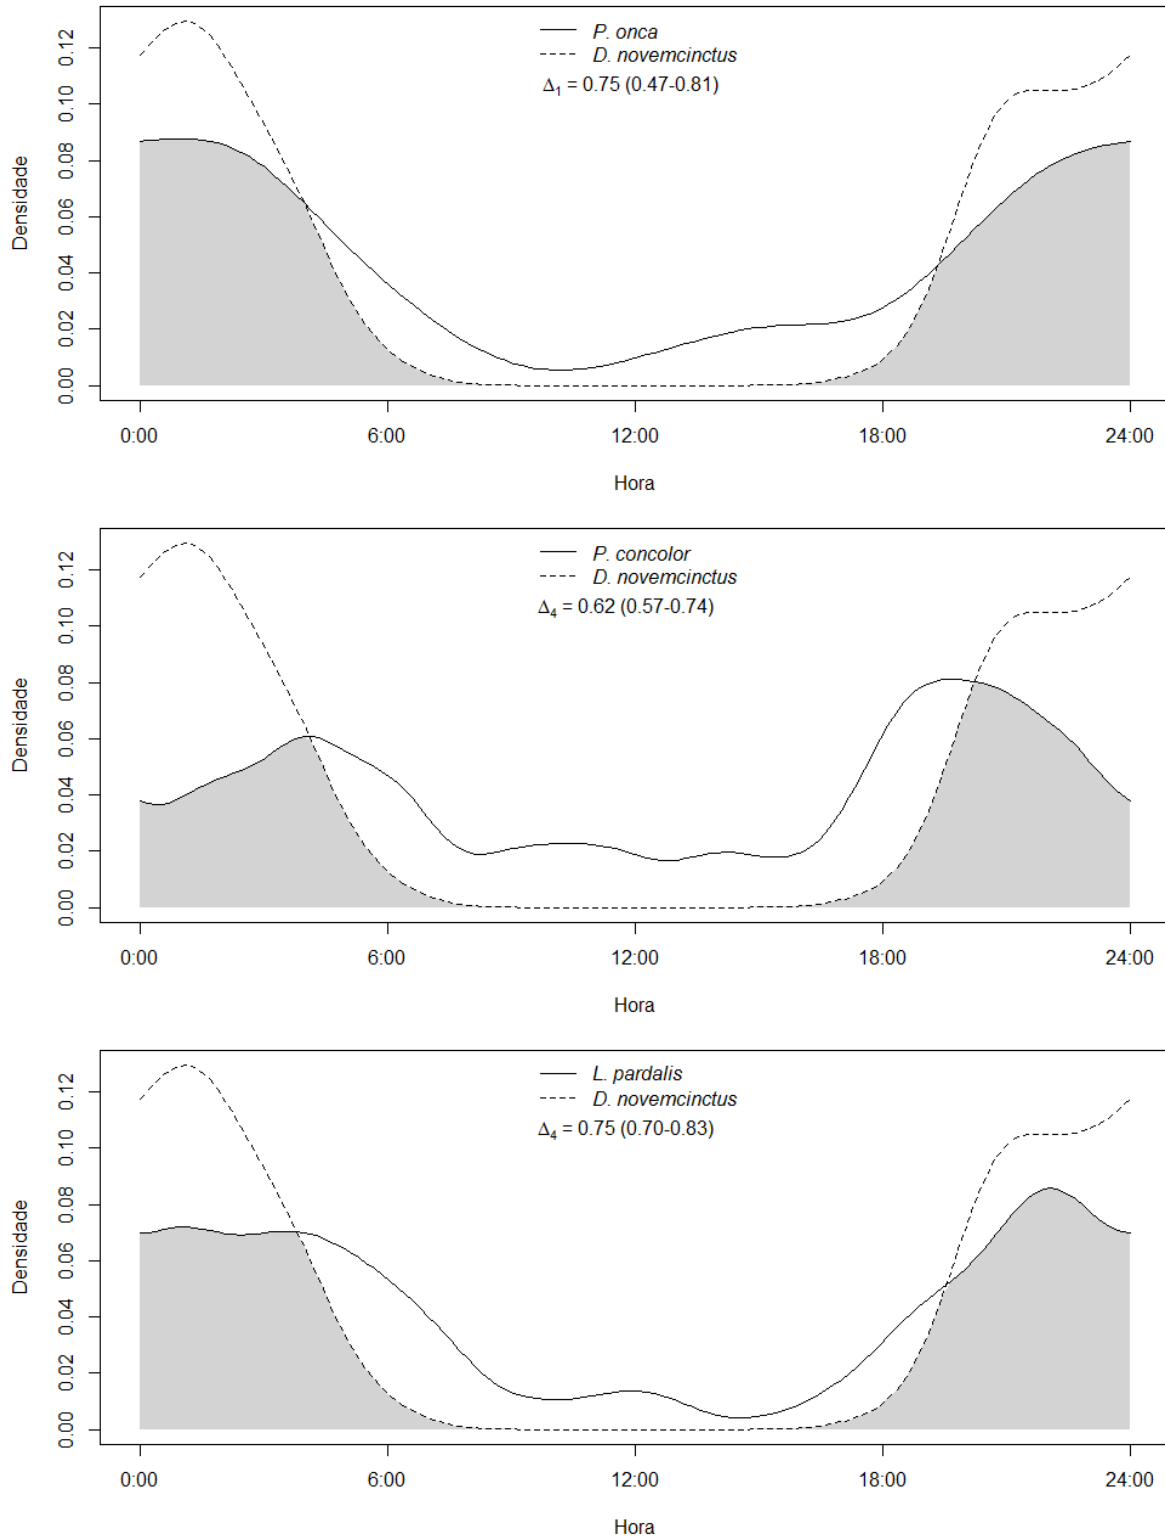 P. onca
D. novemcinctus
Δ1 = 0.75 (0.47-0.81)
Densidade
0.12
0.10
0.08
0.06
0.04
0.02
0.00
0:00 6:00 12:00 18:00 24:00
Hora
P. concolor
D. novemcinctus
Δ4 = 0.62 (0.57-0.74)
Densidade
0.12
0.10
0.08
0.06
0.04
0.02
0.00
0:00 6:00 12:00 18:00 24:00
Hora
L. pardalis
D. novemcinctus
Δ4 = 0.75 (0.70-0.83)
Densidade
0.12
0.10
0.08
0.06
0.04
0.02
0.00
0:00 6:00 12:00 18:00 24:00
Hora